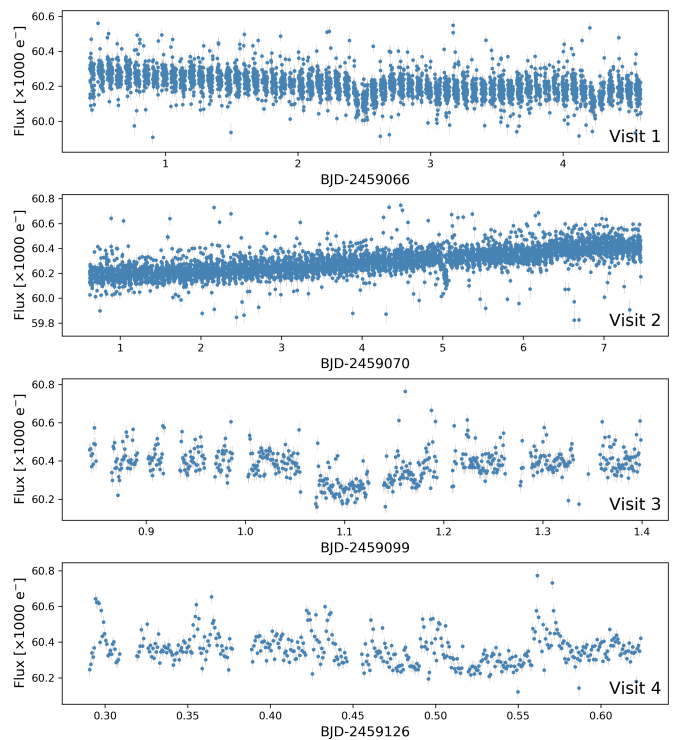 60.6
60.4
60.2
60.0
Flux [×1000 e⁻]
Visit 1
1 2 3 4
BJD-2459066
60.8
60.6
60.4
60.2
60.0
59.8
Flux [×1000 e⁻]
Visit 2
1 2 3 4 5 6 7
BJD-2459070
60.8
60.6
60.4
60.2
Flux [×1000 e⁻]
Visit 3
0.9 1.0 1.1 1.2 1.3 1.4
BJD-2459099
60.8
60.6
60.4
60.2
Flux [×1000 e⁻]
Visit 4
0.30 0.35 0.40 0.45 0.50 0.55 0.60
BJD-2459126